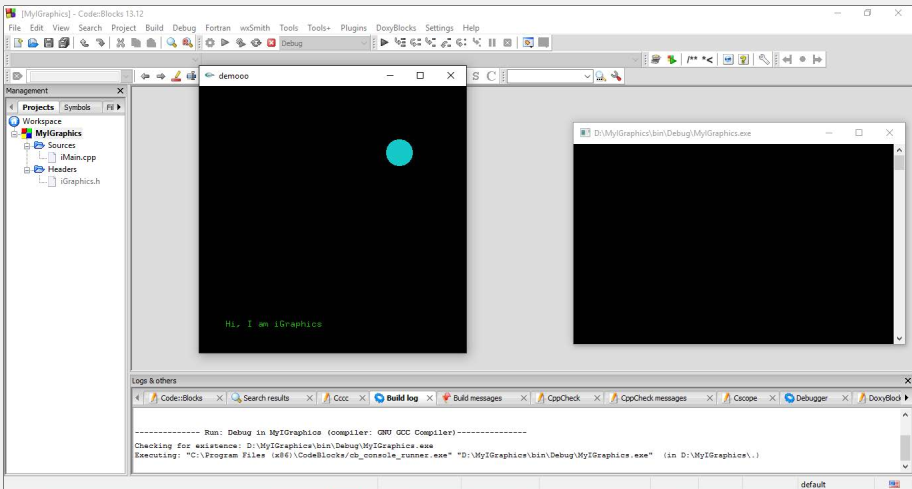 [MyIGraphics] - Code::Blocks 13.12
File Edit View Search Project Build Debug Fortran wxSmith Tools Tools+ Plugins DoxyBlocks Settings Help
Debug
/** *<
demooo
S C
Management
Projects Symbols Fil
Workspace
MyIGraphics
Sources
iMain.cpp
Headers
iGraphics.h
Hi, I am iGraphics
D:\MyIGraphics\bin\Debug\MyIGraphics.exe
Logs & others
Code::Blocks Search results Cccc Build log Build messages CppCheck CppCheck messages Cscope Debugger DoxyBlock
-------------- Run: Debug in MyIGraphics (compiler: GNU GCC Compiler)---------------
Checking for existence: D:\MyIGraphics\bin\Debug\MyIGraphics.exe
Executing: "C:\Program Files (x86)\CodeBlocks/cb_console_runner.exe" "D:\MyIGraphics\bin\Debug\MyIGraphics.exe" (in D:\MyIGraphics\.)
default